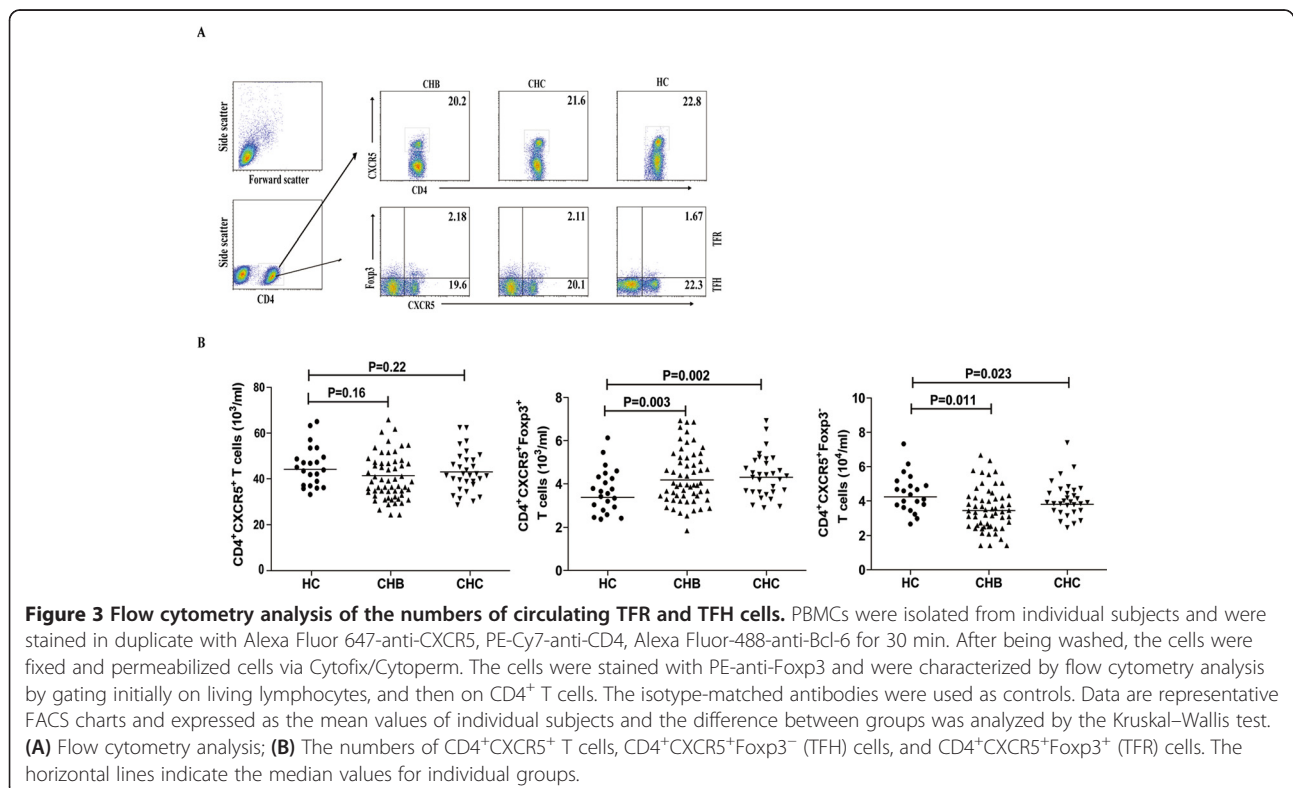 A
CHB
CHC
HC
Side scatter
Forward scatter
20.2
21.6
22.8
CXCR5
CD4
Side scatter
CD4
2.18
2.11
1.67
TFR
Foxp3
19.6
20.1
22.3
TFH
CXCR5
B
P=0.22
P=0.16
CD4⁺CXCR5⁺ T cells (10³/ml)
80
60
40
20
0
HC
CHB
CHC
P=0.002
P=0.003
CD4⁺CXCR5⁺Foxp3⁺
T cells (10³/ml)
8
6
4
2
0
HC
CHB
CHC
P=0.023
P=0.011
CD4⁺CXCR5⁺Foxp3⁻
T cells (10⁴/ml)
10
8
6
4
2
0
HC
CHB
CHC
Figure 3 Flow cytometry analysis of the numbers of circulating TFR and TFH cells. PBMCs were isolated from individual subjects and were
stained in duplicate with Alexa Fluor 647-anti-CXCR5, PE-Cy7-anti-CD4, Alexa Fluor-488-anti-Bcl-6 for 30 min. After being washed, the cells were
fixed and permeabilized cells via Cytofix/Cytoperm. The cells were stained with PE-anti-Foxp3 and were characterized by flow cytometry analysis
by gating initially on living lymphocytes, and then on CD4⁺ T cells. The isotype-matched antibodies were used as controls. Data are representative
FACS charts and expressed as the mean values of individual subjects and the difference between groups was analyzed by the Kruskal–Wallis test.
(A) Flow cytometry analysis; (B) The numbers of CD4⁺CXCR5⁺ T cells, CD4⁺CXCR5⁺Foxp3⁻ (TFH) cells, and CD4⁺CXCR5⁺Foxp3⁺ (TFR) cells. The
horizontal lines indicate the median values for individual groups.